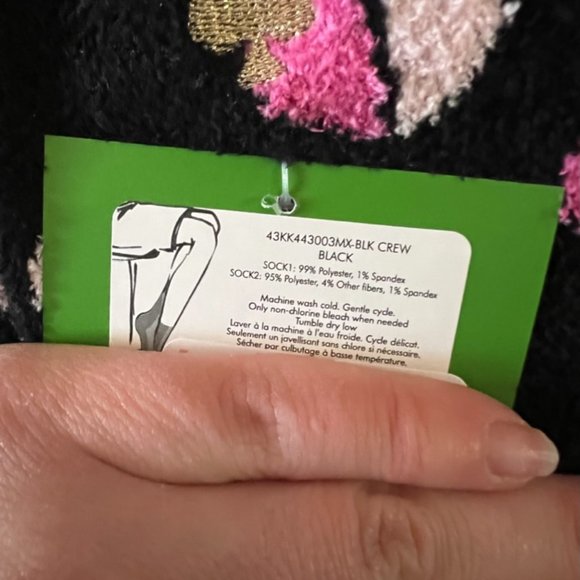 43KK443003MX-BLK CREW
BLACK
SOCK1: 99% Polyester, 1% Spandex
SOCK2: 95% Polyester, 4% Other fibers, 1% Spandex
Machine wash cold. Gentle cycle.
Only non-chlorine bleach when needed
Tumble dry low
Laver à la machine à l'eau froide. Cycle délicat.
Seulement un javellisant sans chlore si nécessaire.
Sécher par culbutage à basse température.